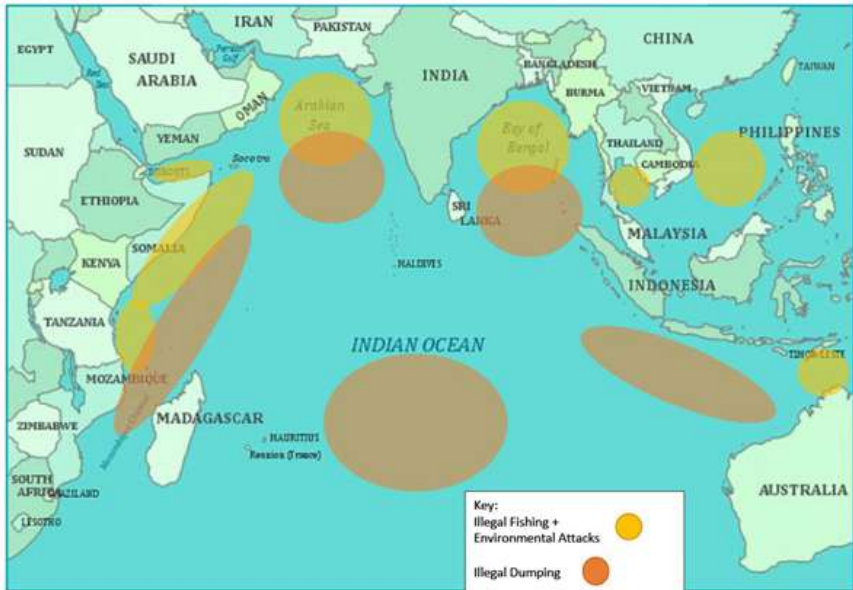 IRAN
PAKISTAN
CHINA
EGYPT
Persian
Gulf
SAUDI
ARABIA
Red
Sea
OMAN
INDIA
BANGLADESH
BURMA
VIETNAM
TAIWAN
Arabian
Sea
Bay of
Bengal
YEMEN
SUDAN
Socotra
THAILAND
PHILIPPINES
CAMBODIA
DJIBOUTI
ETHIOPIA
SRI
LANKA
MALAYSIA
SOMALIA
KENYA
MALDIVES
INDONESIA
TANZANIA
INDIAN OCEAN
TIMOR-LESTE
MOZAMBIQUE
MADAGASCAR
Mozambique Channel
ZIMBABWE
MAURITIUS
Reunion (France)
SOUTH
AFRICA
SWAZILAND
LESOTHO
AUSTRALIA
Key:
Illegal Fishing +
Environmental Attacks
Illegal Dumping